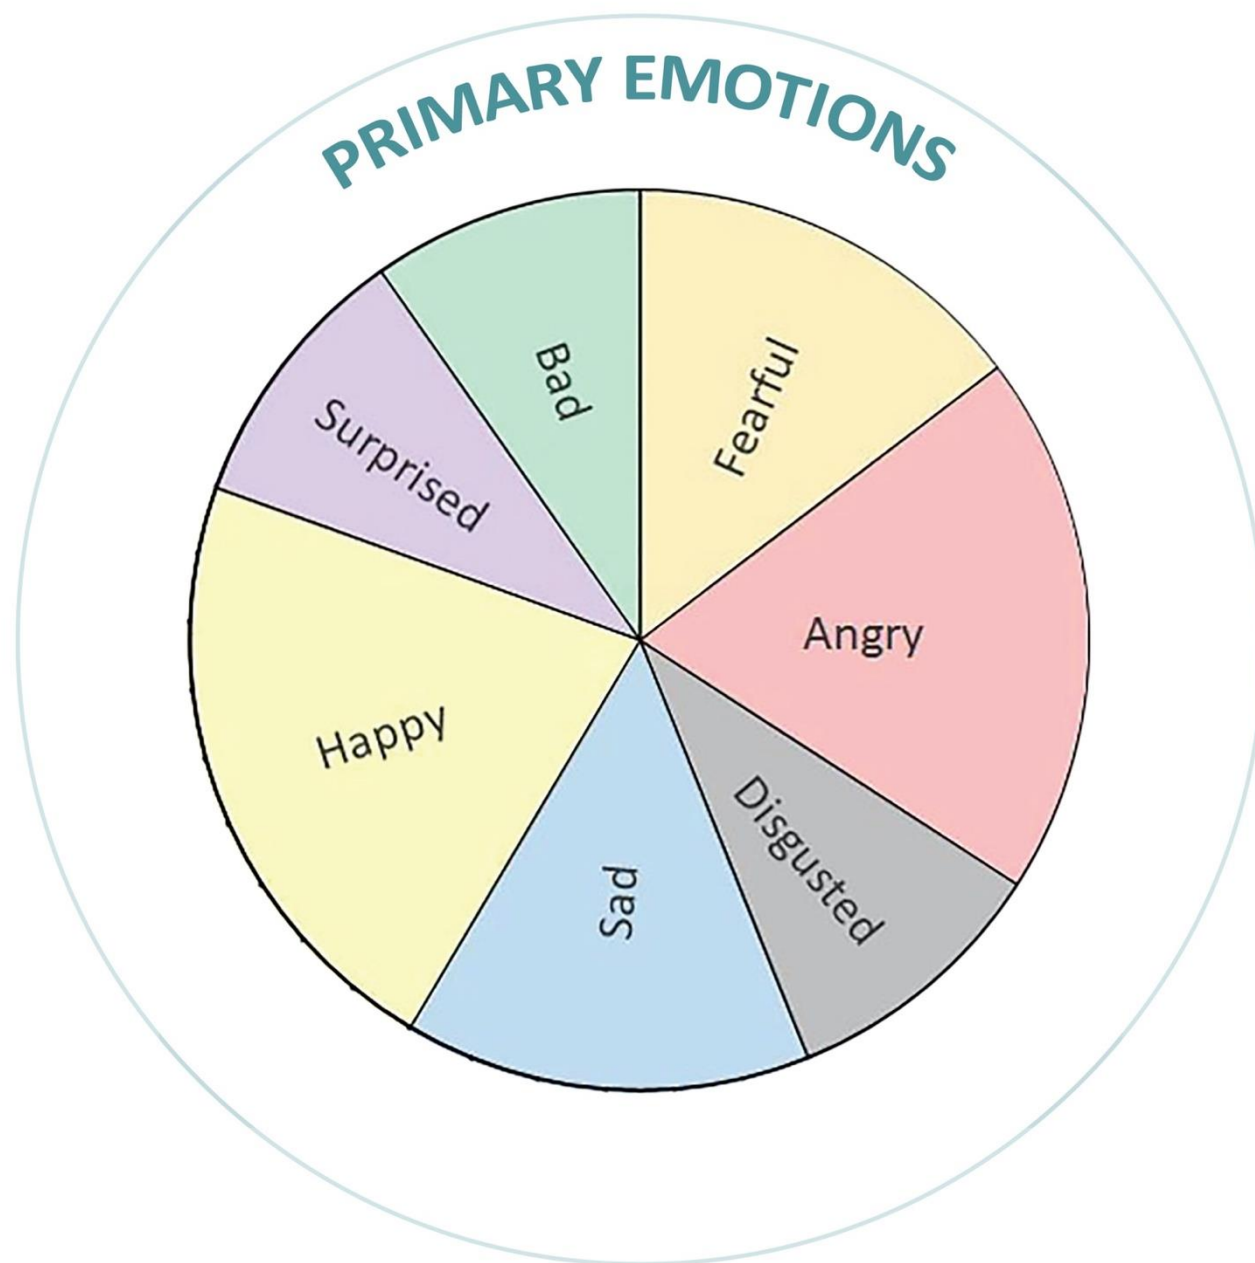 PRIMARY EMOTIONS
Fearful
Angry
Disgusted
Sad
Happy
Surprised
Bad